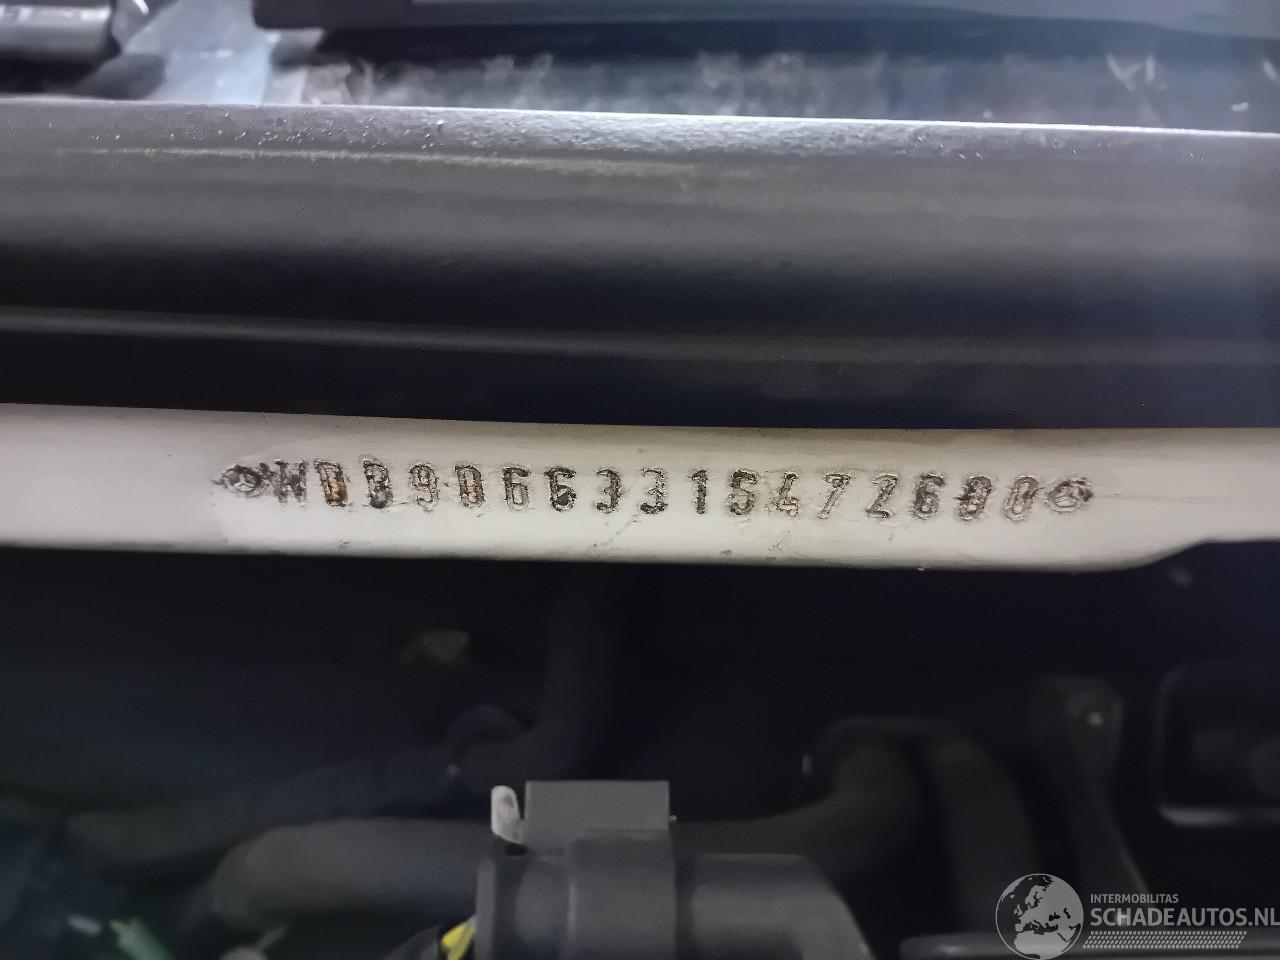 WDB9066331S472680
INTERMOBILITAS
SCHADEAUTOS.NL